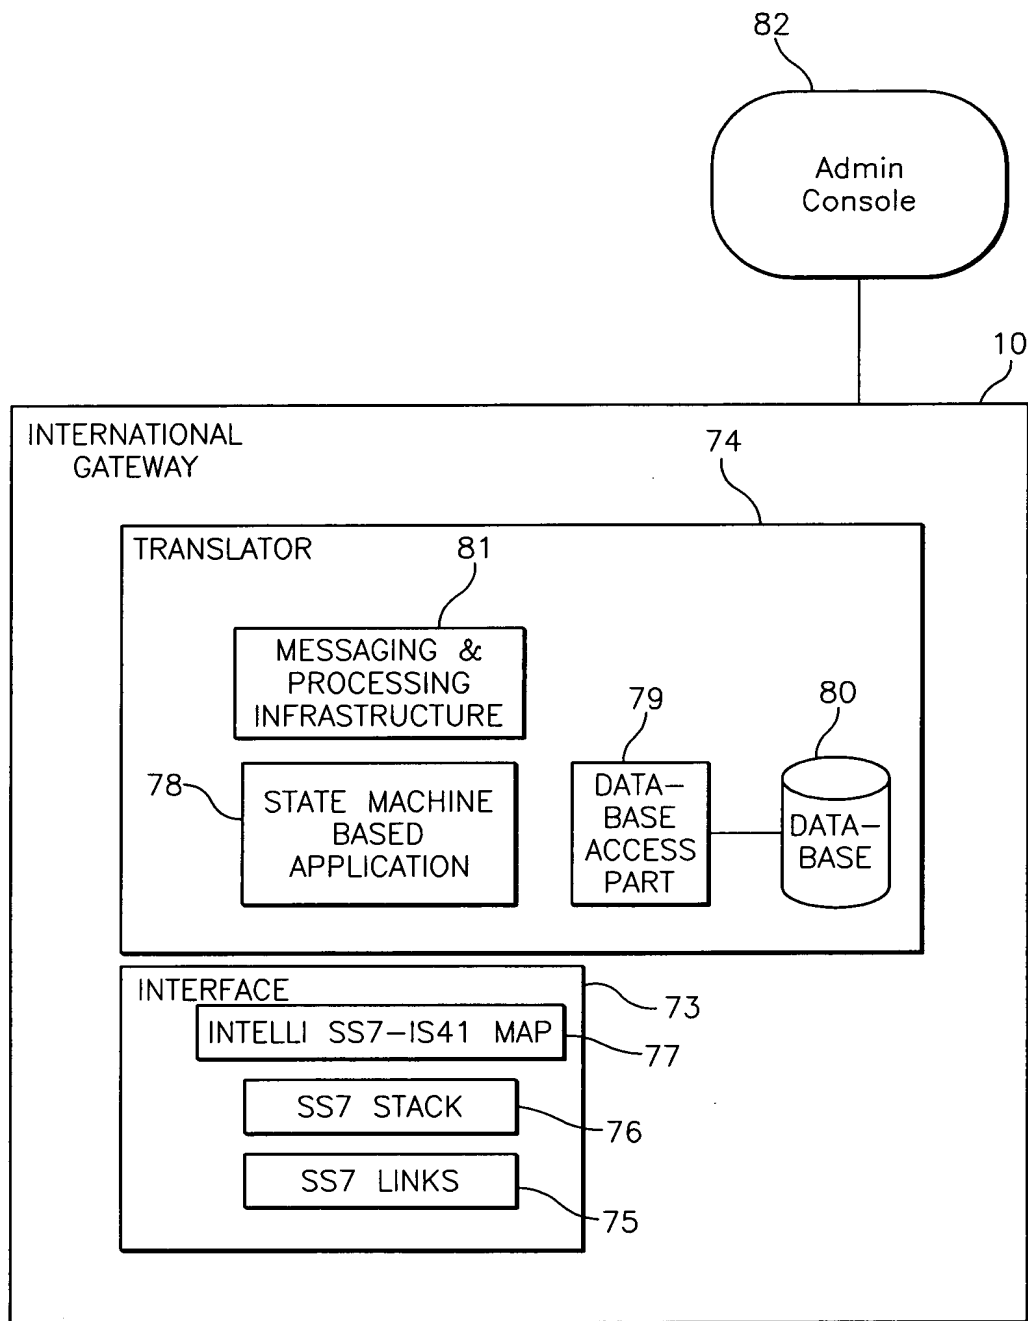 82
Admin
Console
10
INTERNATIONAL
GATEWAY
74
TRANSLATOR
81
MESSAGING &
PROCESSING
INFRASTRUCTURE
79
80
78
STATE MACHINE
BASED
APPLICATION
DATA–
BASE
ACCESS
PART
DATA–
BASE
INTERFACE
73
INTELLI SS7–IS41 MAP
77
SS7 STACK
76
SS7 LINKS
75